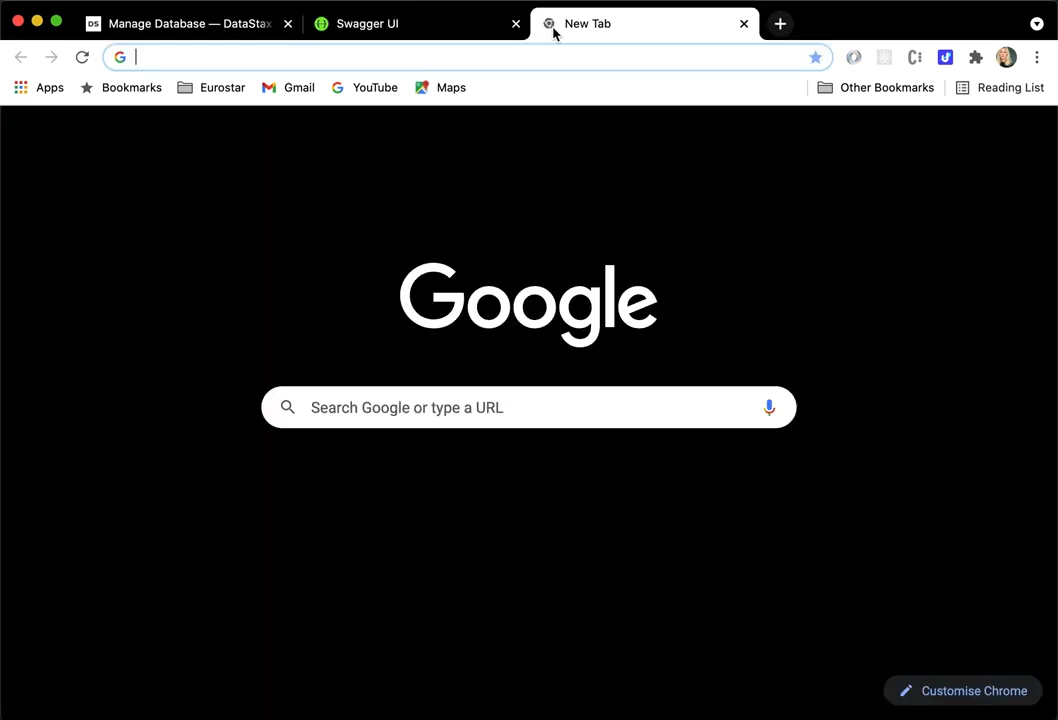 DS Manage Database — DataStax
Swagger UI
New Tab
Apps
Bookmarks
Eurostar
Gmail
YouTube
Maps
Other Bookmarks
Reading List
Google
Search Google or type a URL
Customise Chrome